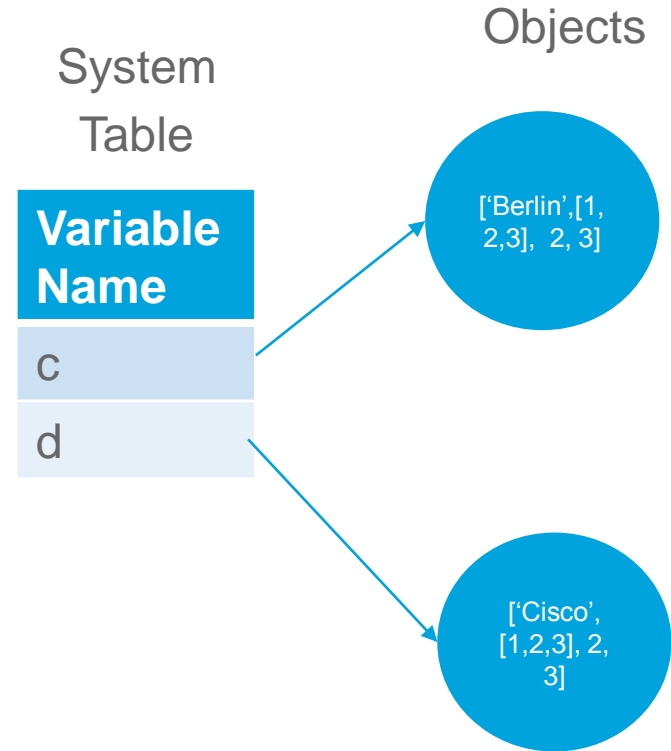 Objects
System
Table
Variable
Name
c
d
[‘Berlin’,[1,
2,3],  2, 3]
[‘Cisco’,
[1,2,3], 2,
3]